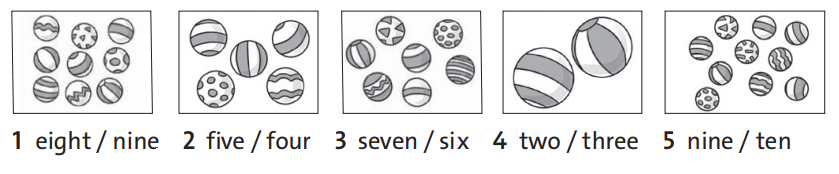 1 eight / nine 2 five / four 3 seven / six 4 two / three 5 nine / ten